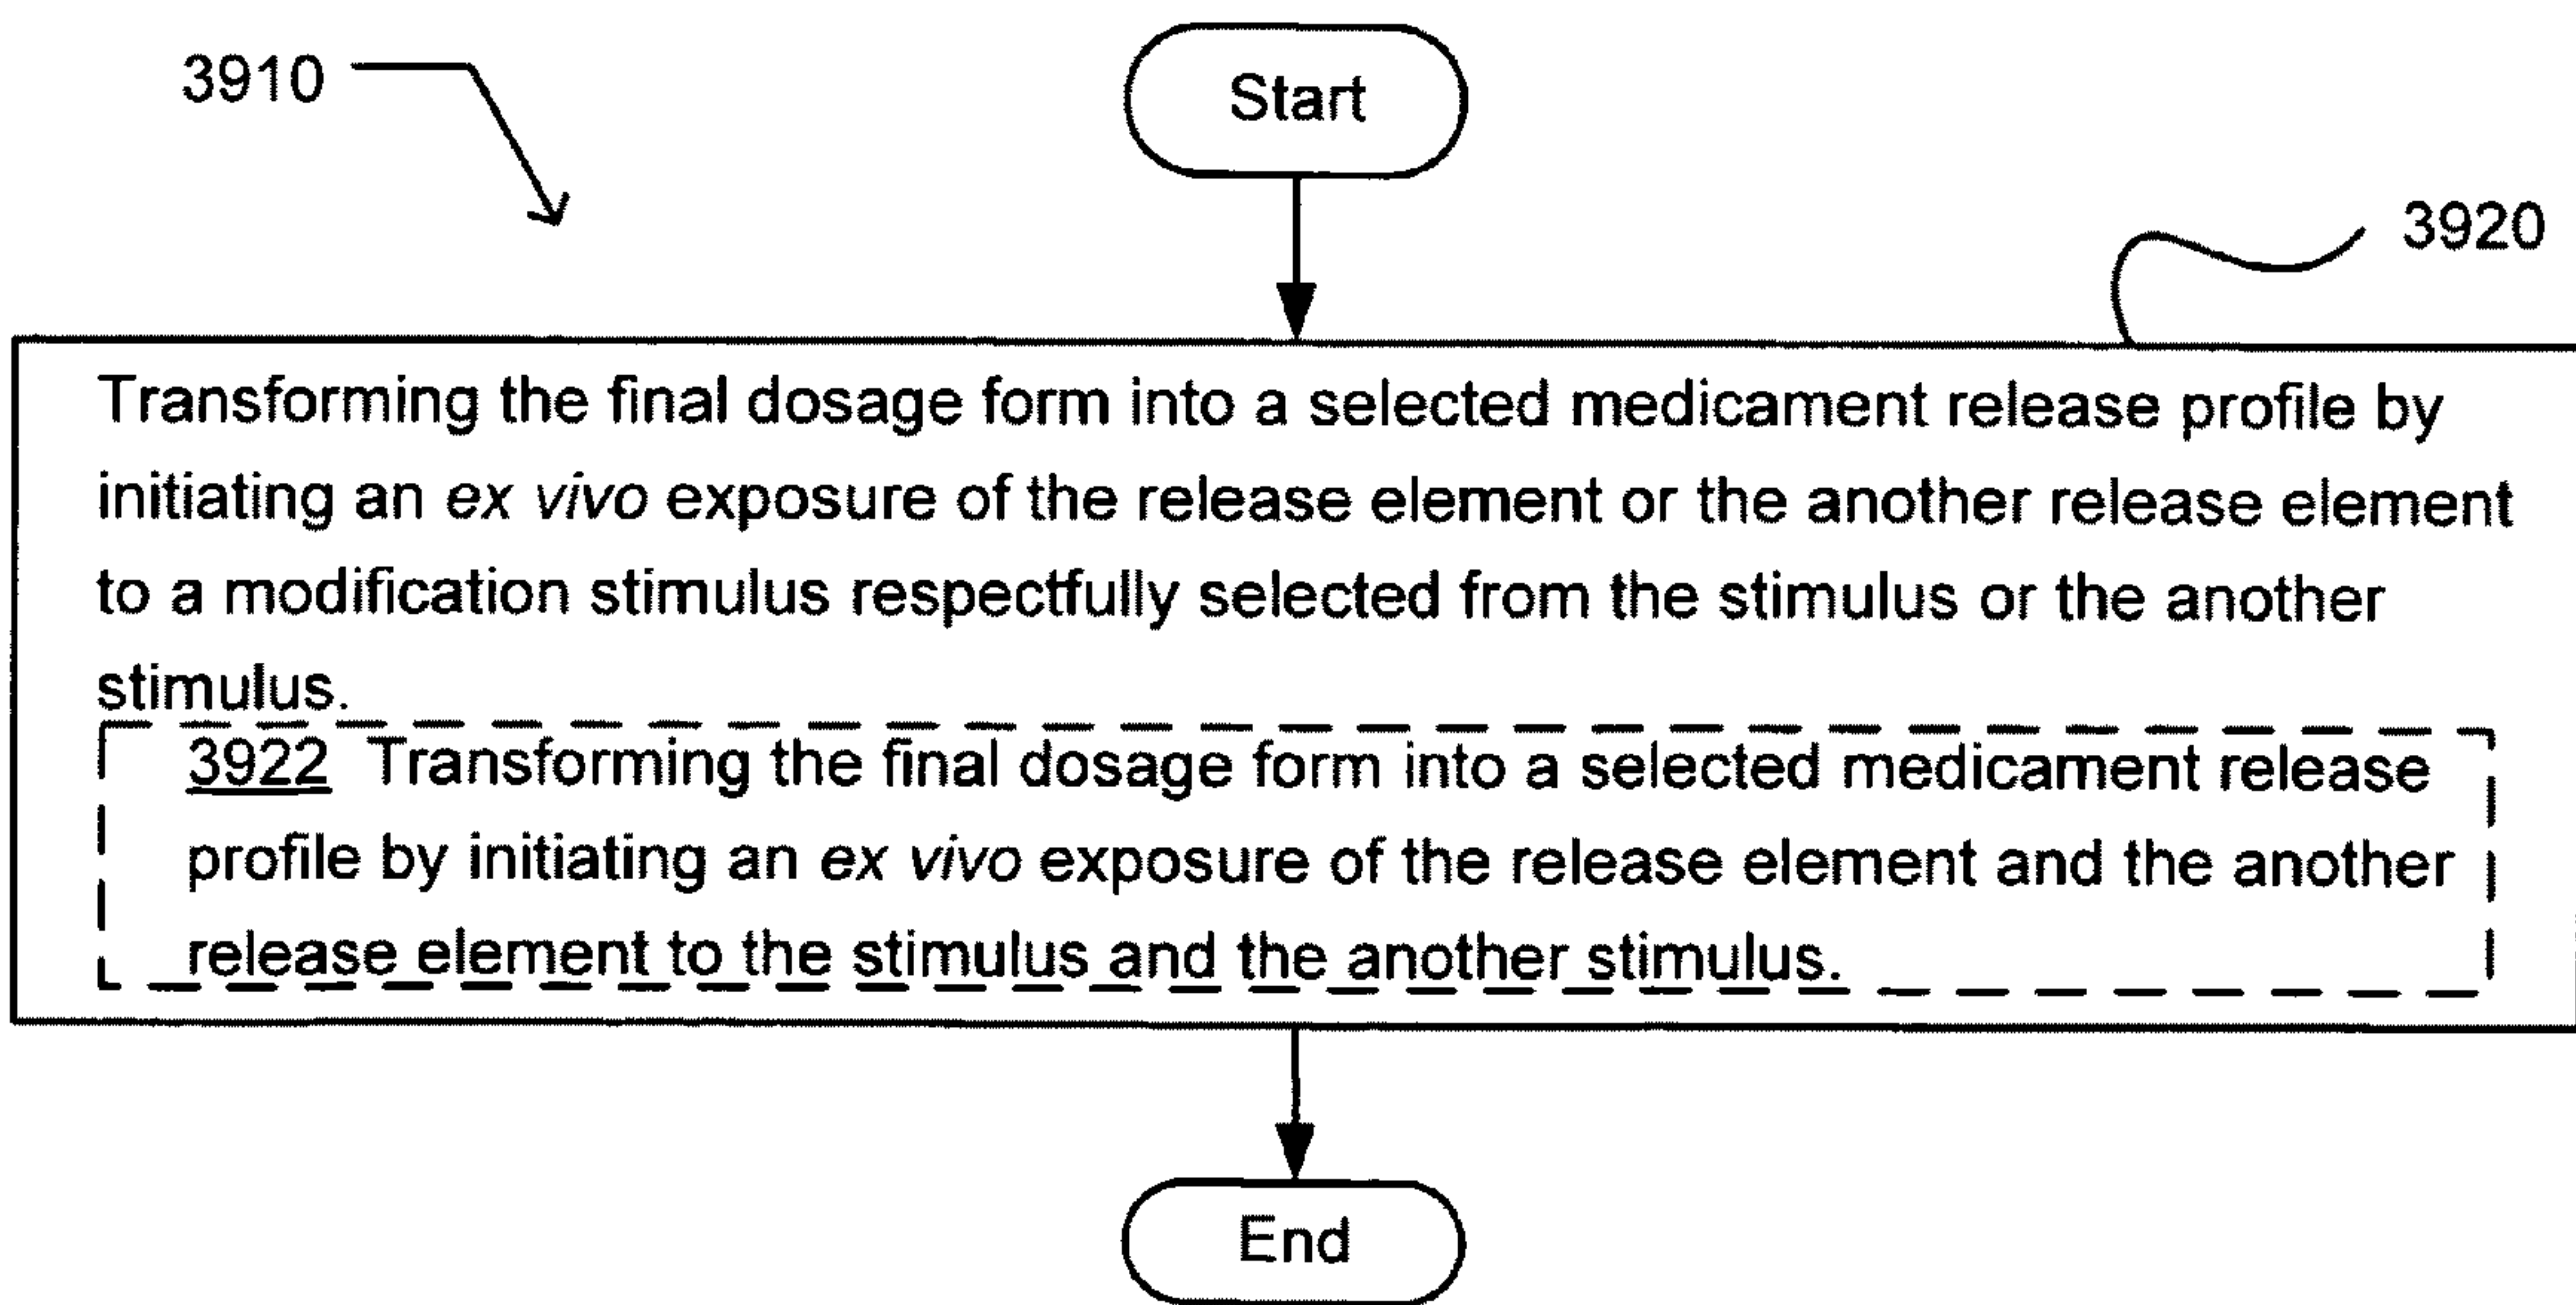 3910
Start
3920
Transforming the final dosage form into a selected medicament release profile by
initiating an ex vivo exposure of the release element or the another release element
to a modification stimulus respectfully selected from the stimulus or the another
stimulus.
3922 Transforming the final dosage form into a selected medicament release
profile by initiating an ex vivo exposure of the release element and the another
release element to the stimulus and the another stimulus.
End